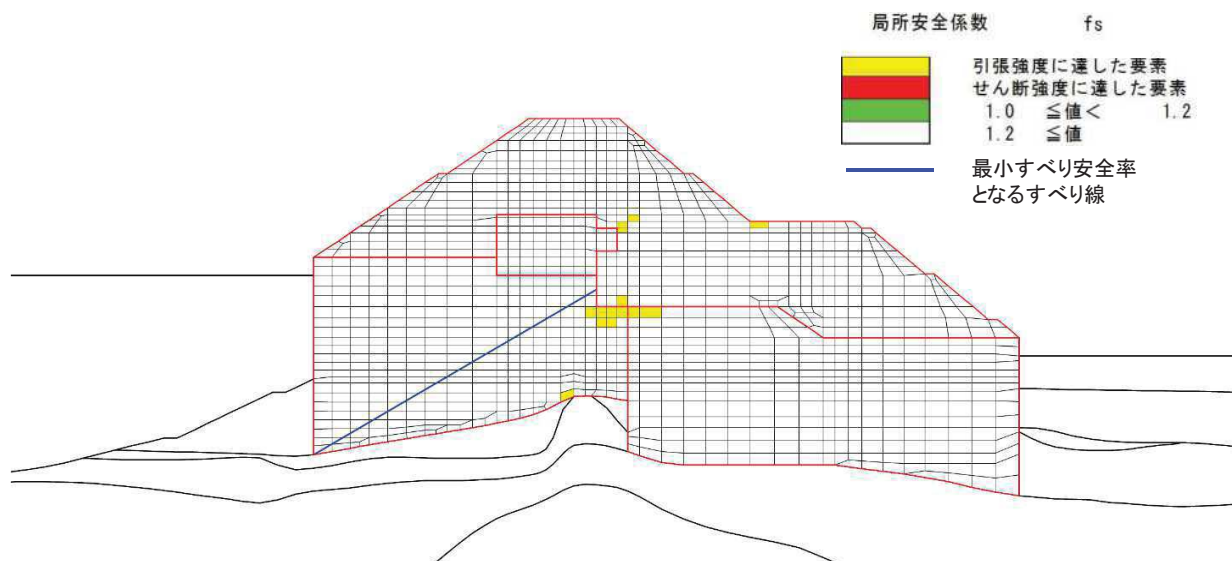 局所安全係数 fs
引張強度に達した要素
せん断強度に達した要素
1.0 ≦値< 1.2
1.2 ≦値
最小すべり安全率
となるすべり線